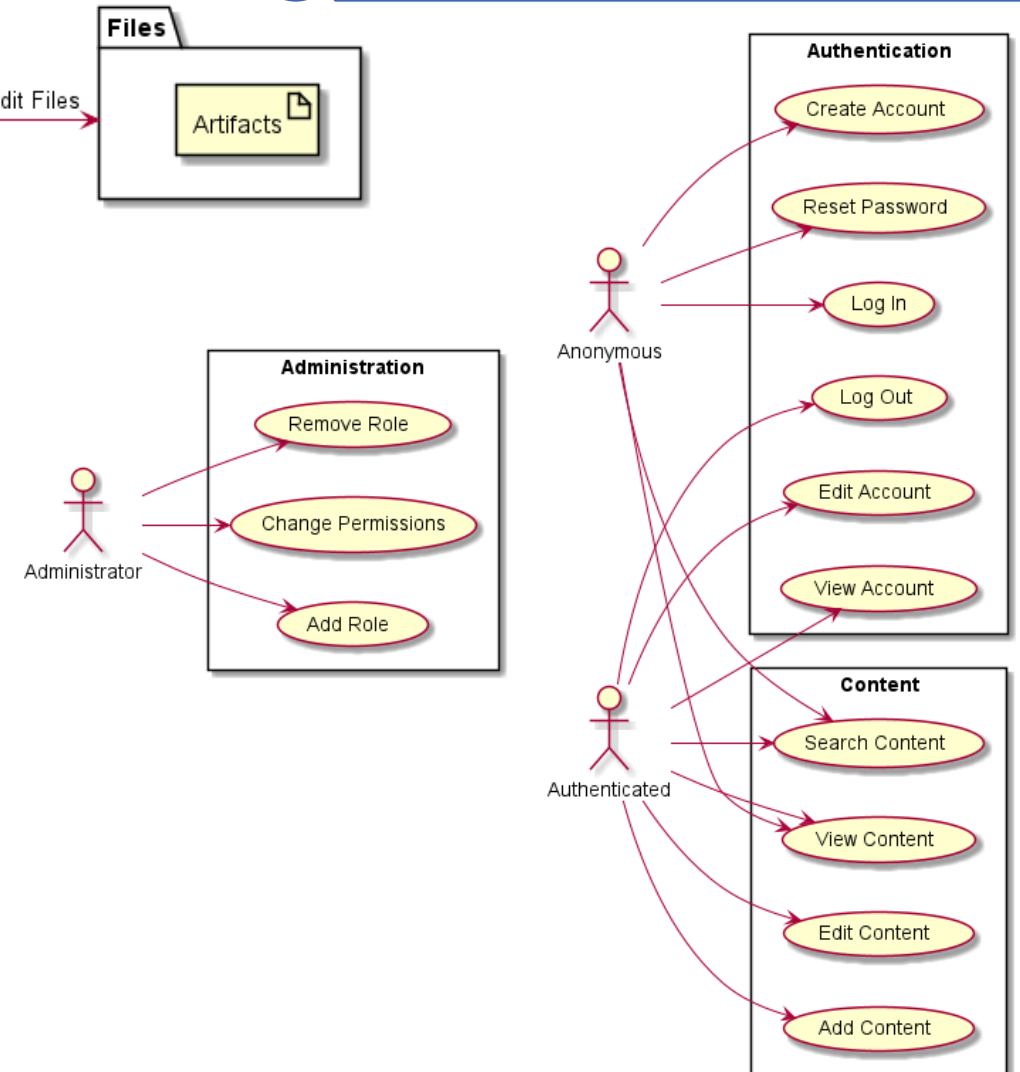 Files
dit Files
Artifacts
Authentication
Create Account
Reset Password
Log In
Anonymous
Log Out
Edit Account
View Account
Administration
Remove Role
Change Permissions
Administrator
Add Role
Content
Search Content
Authenticated
View Content
Edit Content
Add Content